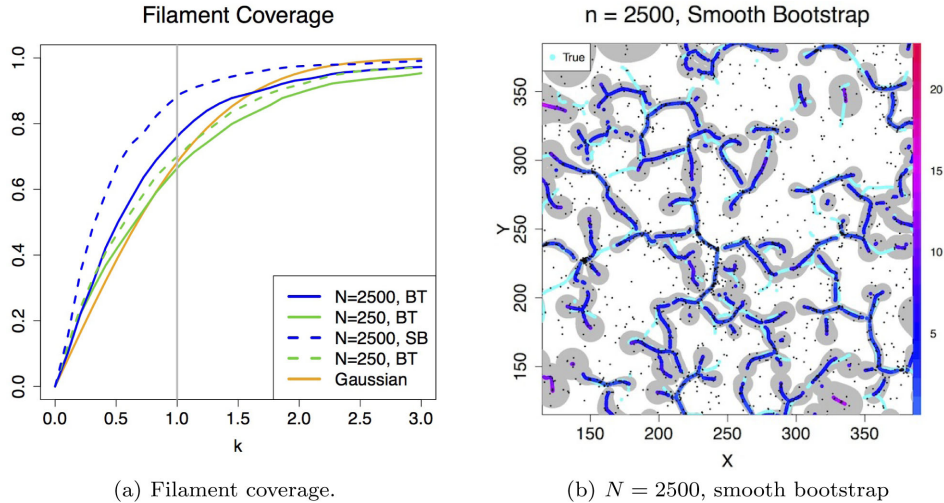 Filament Coverage
1.0
0.8
0.6
0.4
0.2
0.0
N=2500, BT
N=250, BT
N=2500, SB
N=250, BT
Gaussian
0.0 0.5 1.0 1.5 2.0 2.5 3.0
k
(a) Filament coverage.
n = 2500, Smooth Bootstrap
True
350
300
250
200
150
Y
150 200 250 300 350
X
20
15
10
5
(b) N = 2500, smooth bootstrap